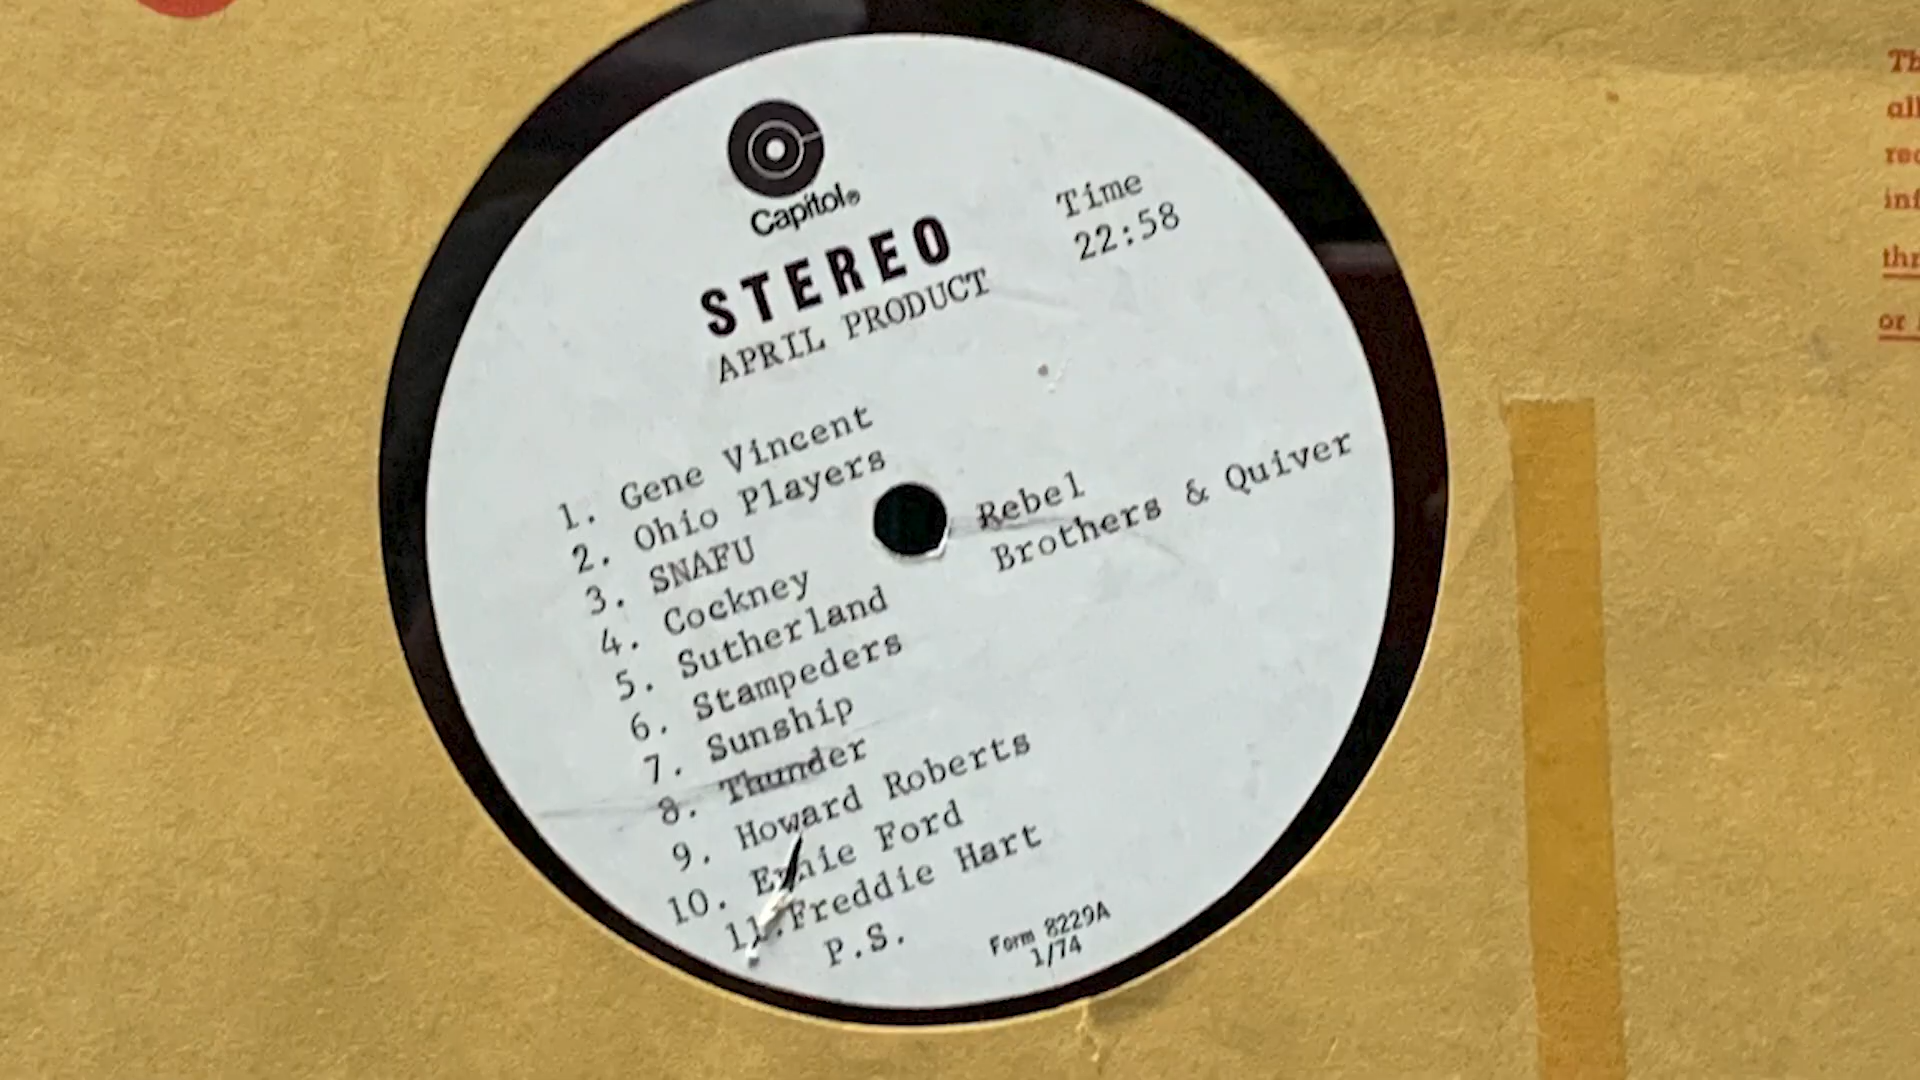 Capitol®
STEREO
APRIL PRODUCT
Time
22:58
1. Gene Vincent
2. Ohio Players
3. SNAFU
4. Cockney Rebel
5. Sutherland Brothers & Quiver
6. Stampeders
7. Sunship
8. Thunder
9. Howard Roberts
10. Ernie Ford
11. Freddie Hart
P.S.
Form 8229A
1/74
or